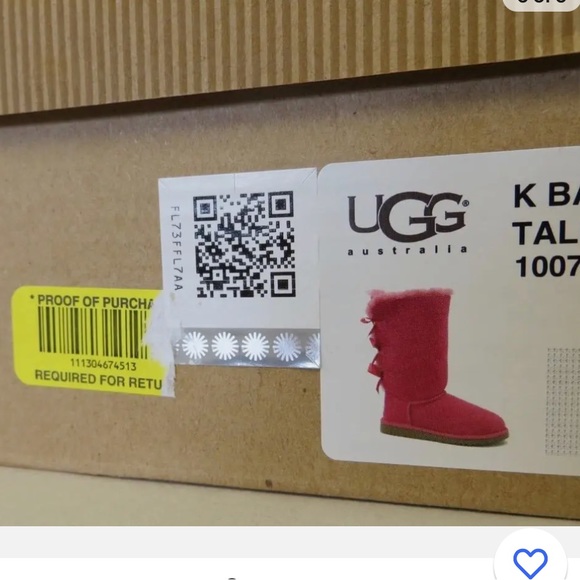 FL73FFL7AA
UGG®
australia
K BA
TAL
1007
* PROOF OF PURCHA
111304674513
REQUIRED FOR RETU